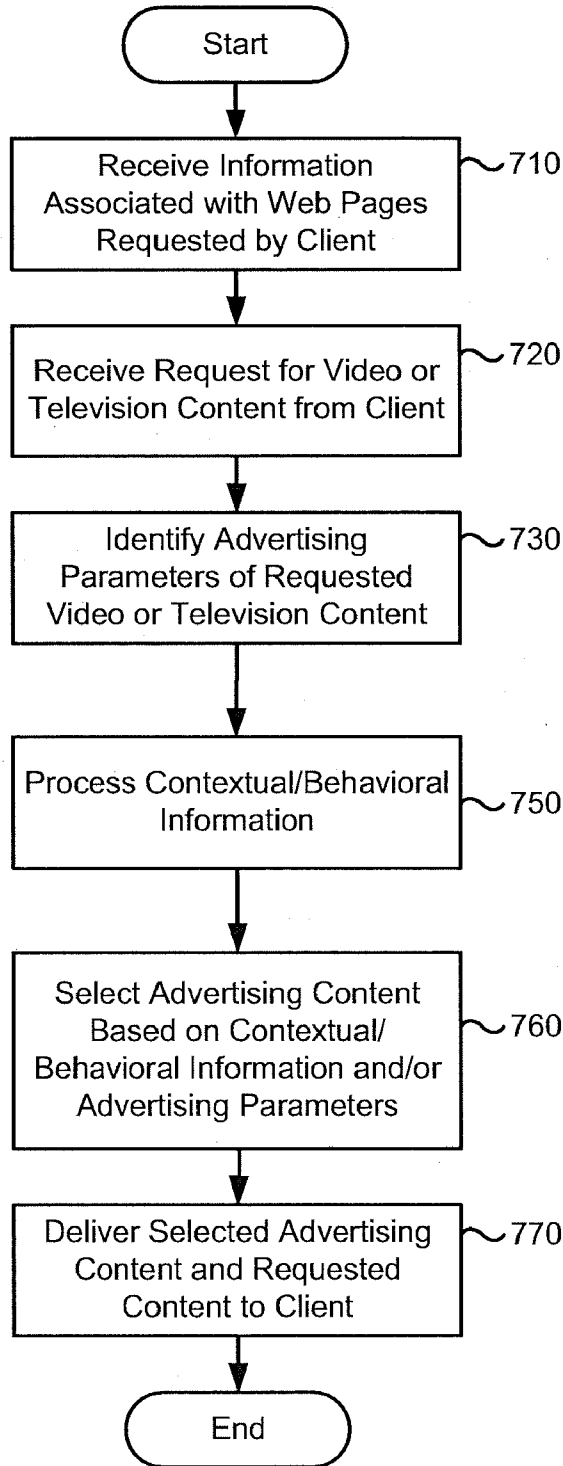 Start
Receive Information
Associated with Web Pages
Requested by Client
710
Receive Request for Video or
Television Content from Client
720
Identify Advertising
Parameters of Requested
Video or Television Content
730
Process Contextual/Behavioral
Information
750
Select Advertising Content
Based on Contextual/
Behavioral Information and/or
Advertising Parameters
760
Deliver Selected Advertising
Content and Requested
Content to Client
770
End